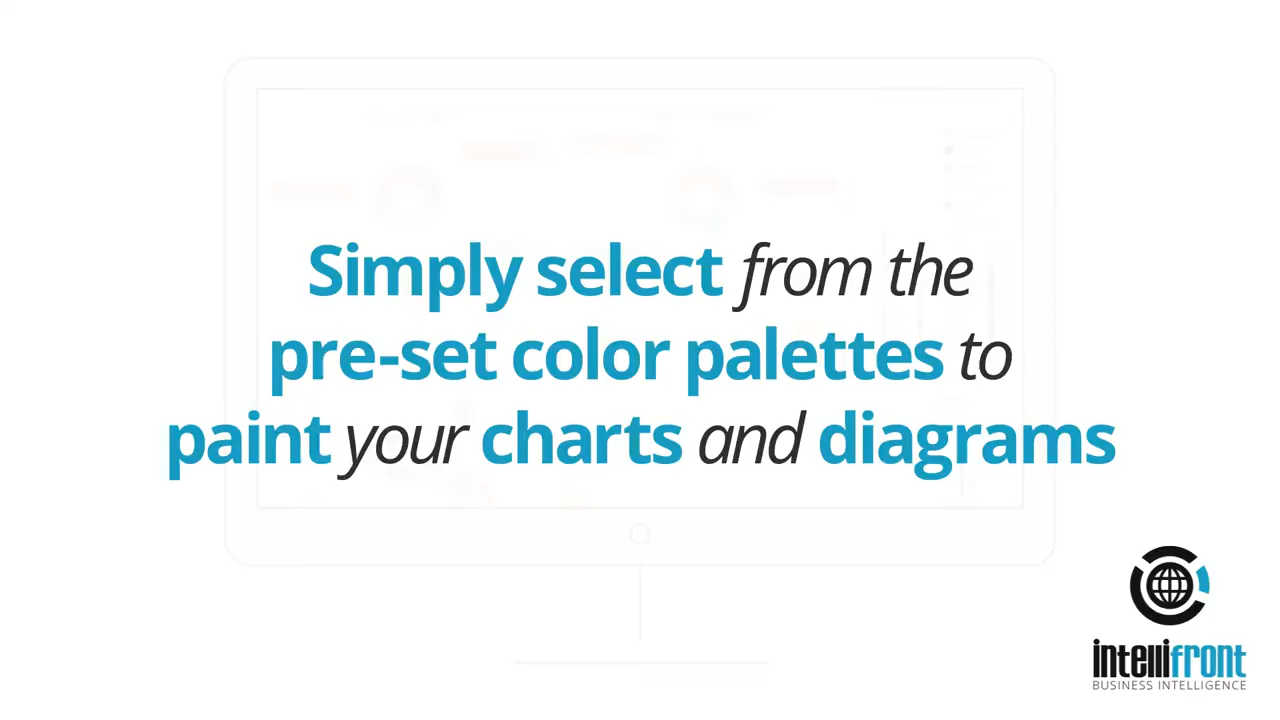 Simply select from the
pre-set color palettes to
paint your charts and diagrams
intellifront
BUSINESS INTELLIGENCE